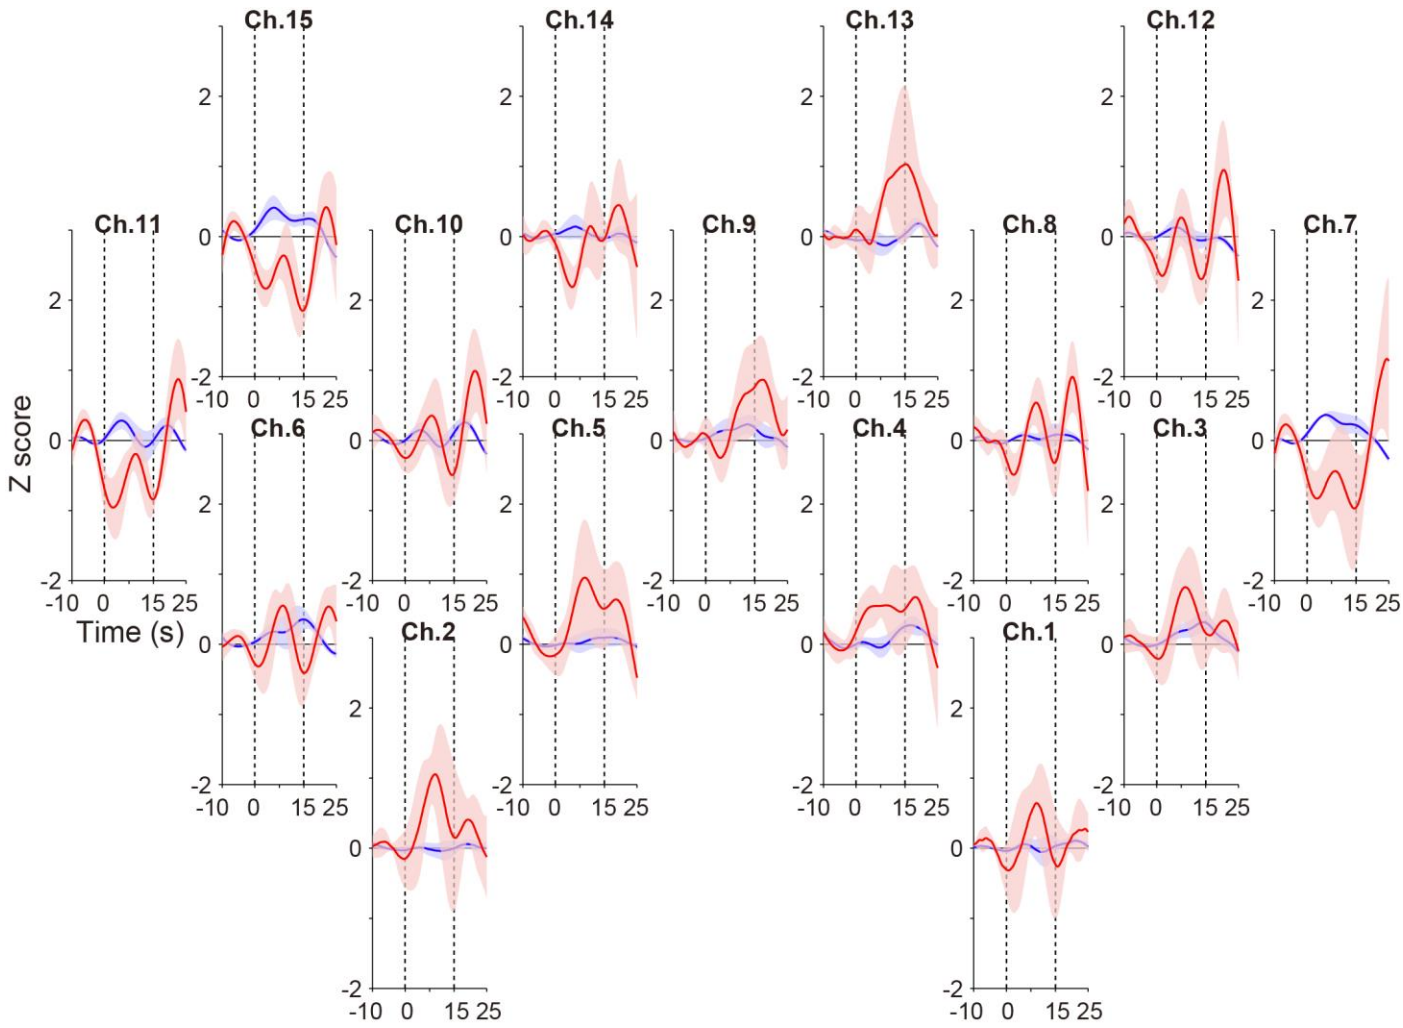 Ch.15 Ch.14 Ch.13 Ch.12
2 2 2 2
Ch.11 Ch.10 Ch.9 Ch.8 Ch.7
0 0 0 0
2 2 2 2 2
-2 -2 -2 -2
-10 0 15 25 -10 0 15 25 -10 0 15 25 -10 0 15 25
Ch.6 Ch.5 Ch.4 Ch.3
Z score
0 0 0 0 0
2 2 2 2
-2 -2 -2 -2 -2
-10 0 15 25 -10 0 15 25 -10 0 15 25 -10 0 15 25 -10 0 15 25
Time (s)
Ch.2 Ch.1
0 0 0 0
2 2
-2 -2 -2 -2
-10 0 15 25 -10 0 15 25 -10 0 15 25 -10 0 15 25
0 0
-2 -2
-10 0 15 25 -10 0 15 25